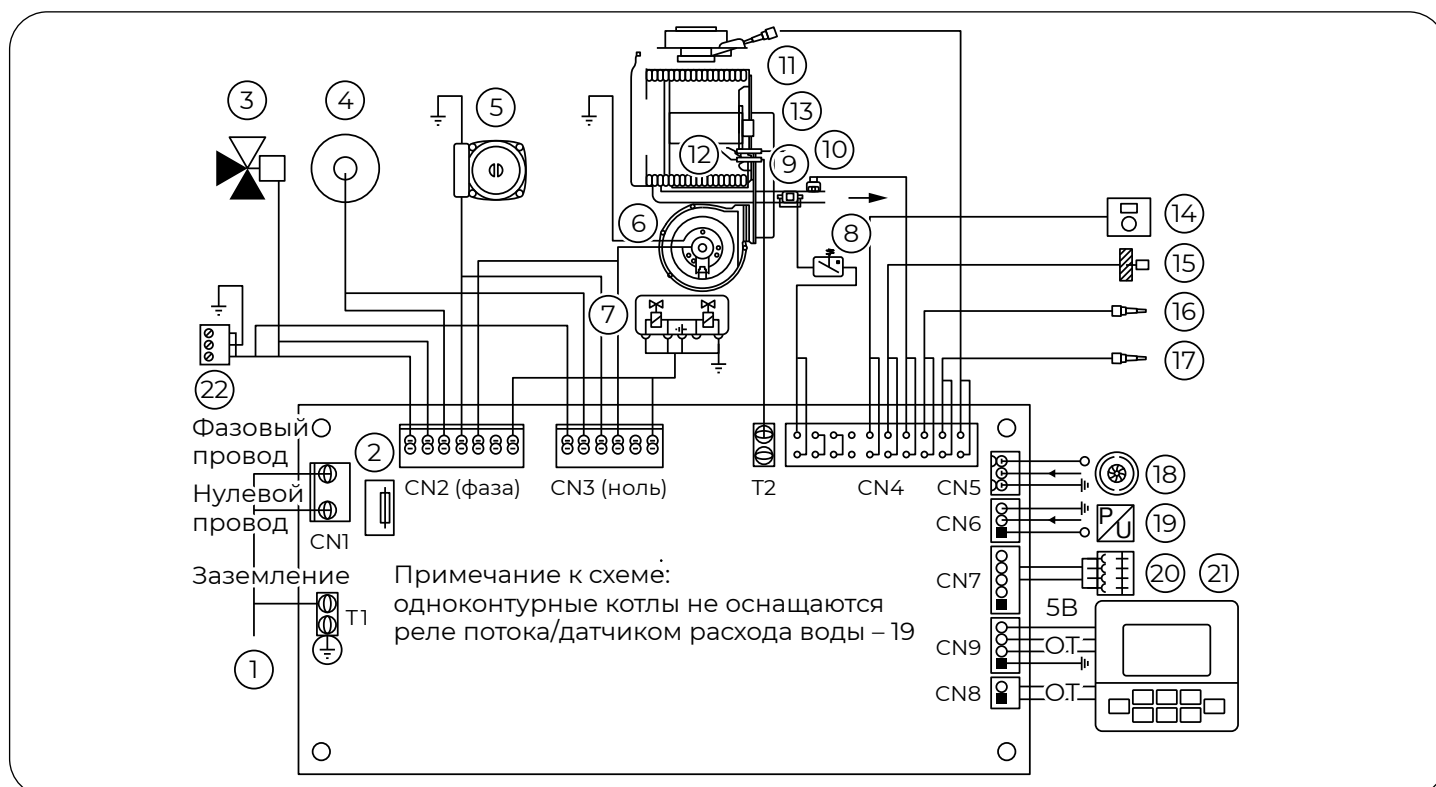 11
3
4
5
13
10
12
9
14
6
8
15
7
16
17
22
Фазовый
провод
2
Нулевой
провод
CN2 (фаза)
CN3 (ноль)
T2
CN4
CN5
18
CN6
P/U
19
CN1
Заземление
Примечание к схеме:
одноконтурные котлы не оснащаются
реле потока/датчиком расхода воды – 19
CN7
20
21
5В
T1
CN9
О.Т
1
CN8
О.Т